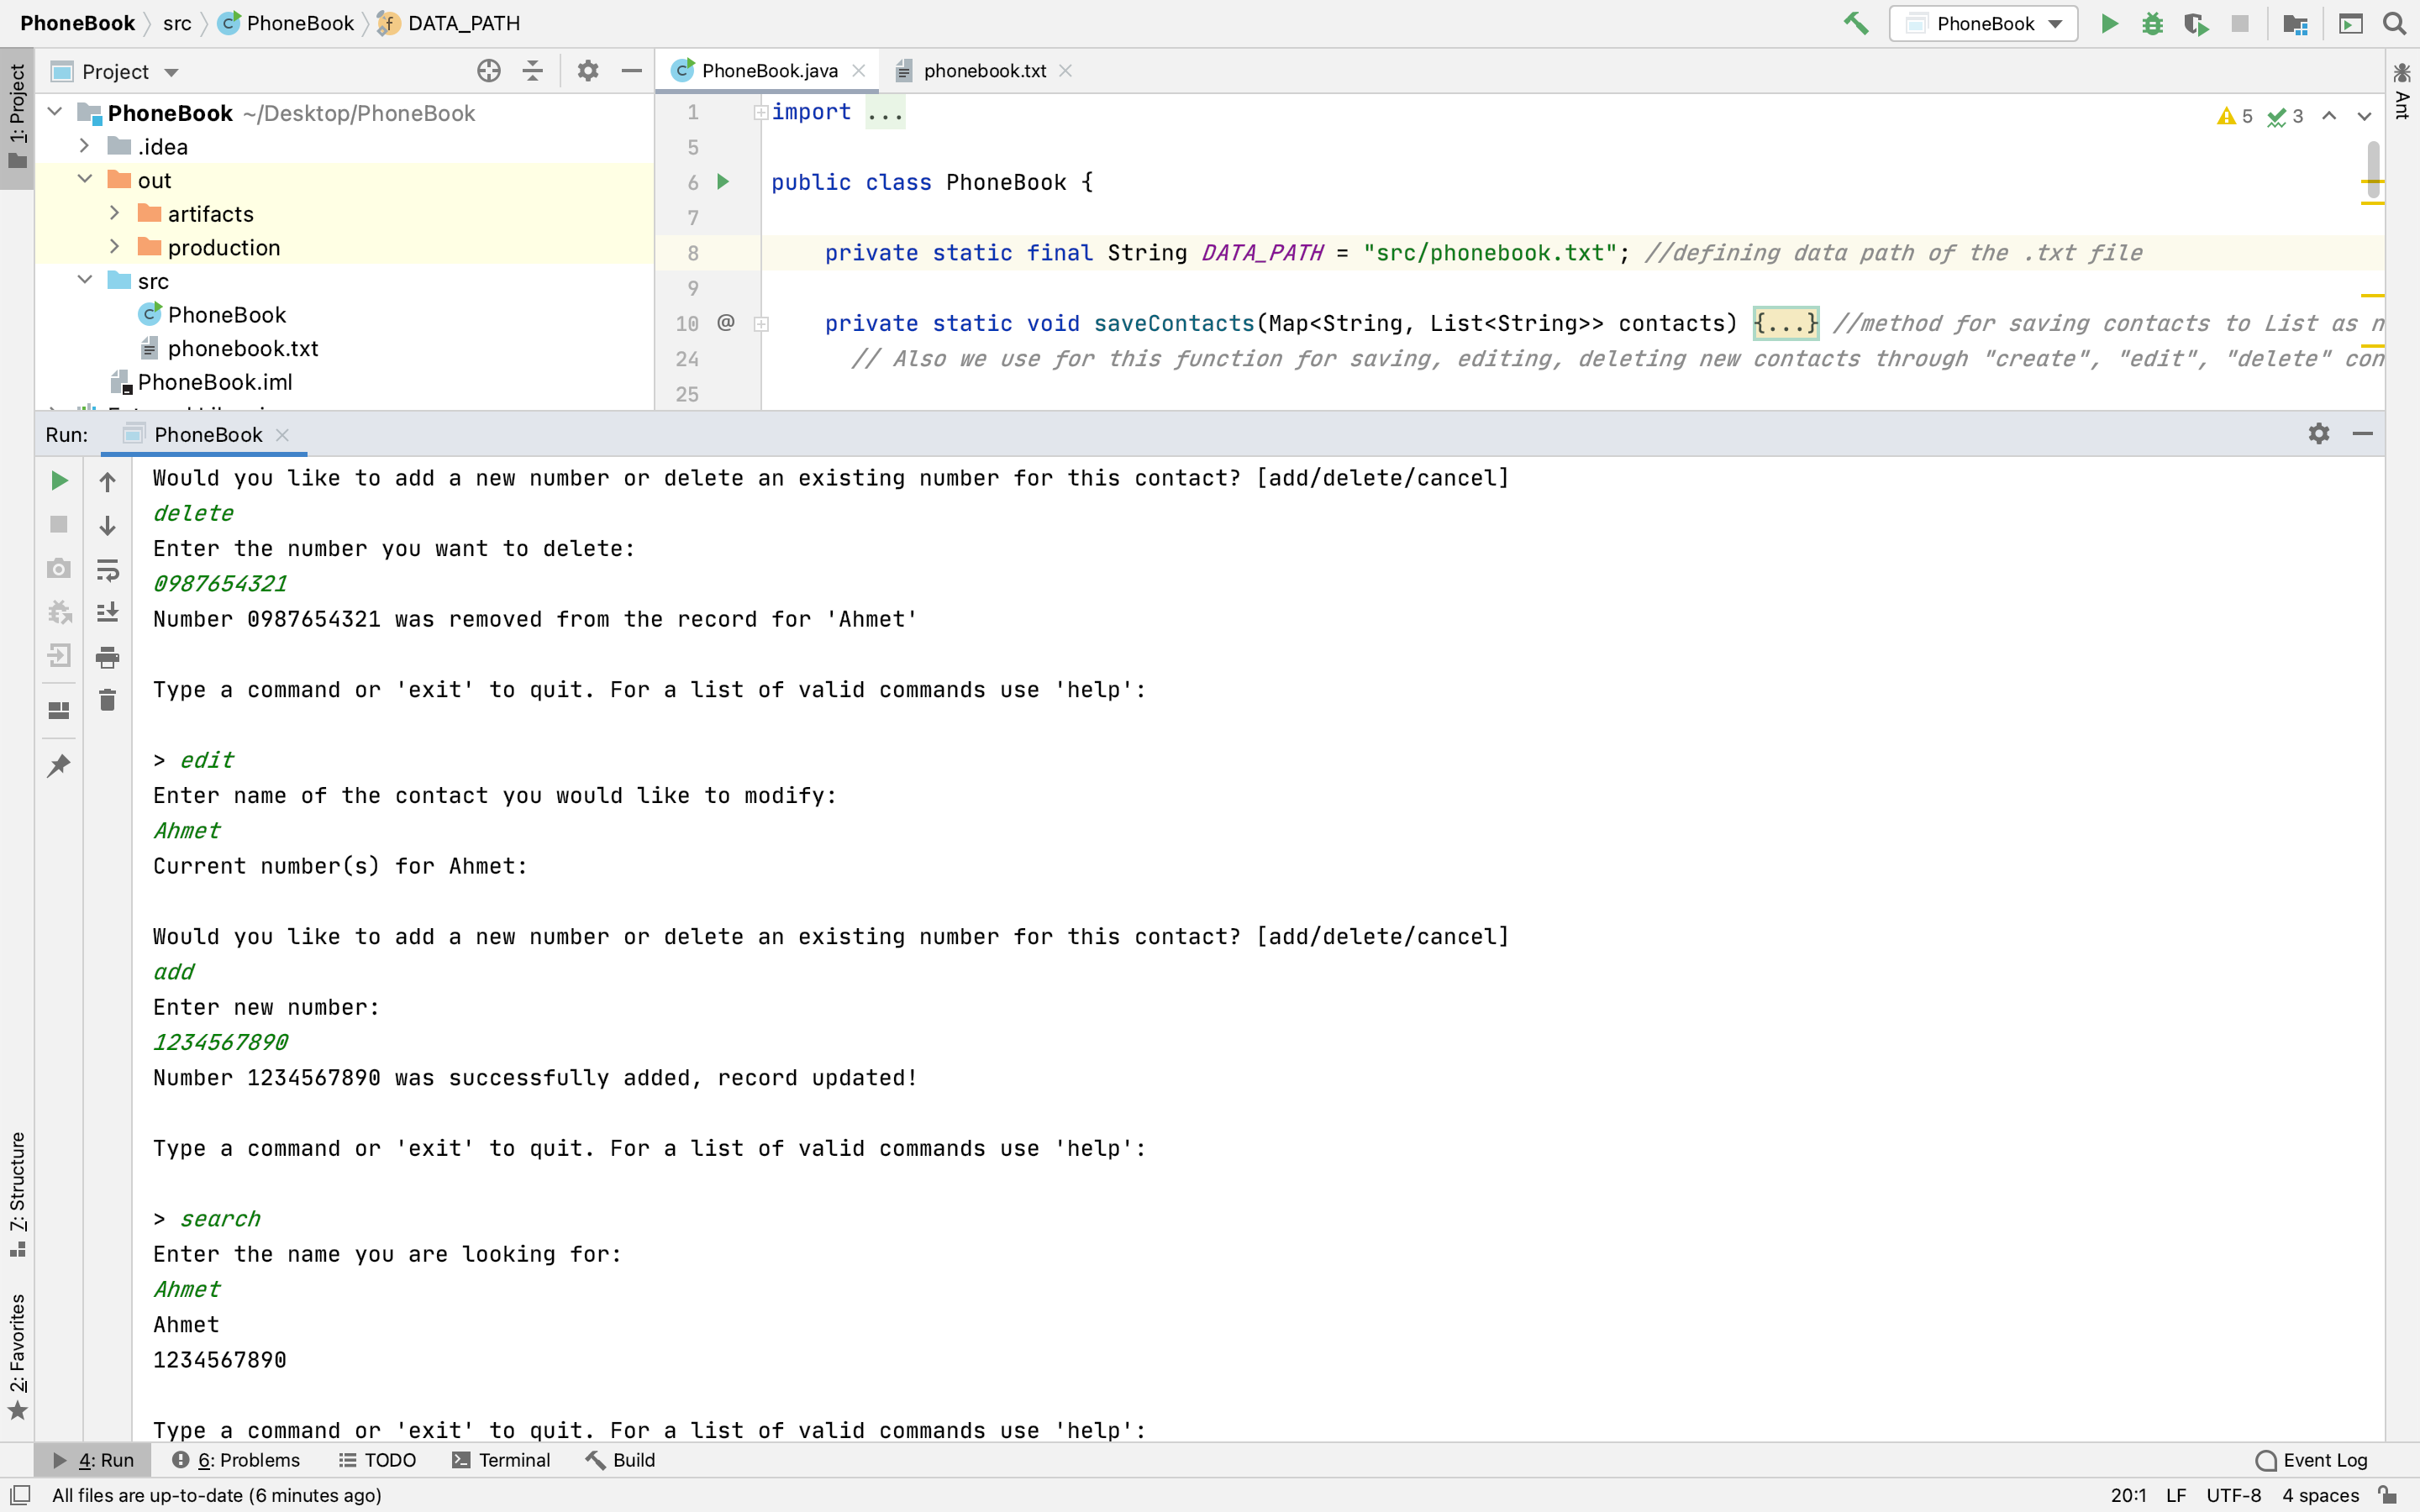 PhoneBook src PhoneBook DATA_PATH PhoneBook
1: Project
Project
PhoneBook.java phonebook.txt
Ant
PhoneBook ~/Desktop/PhoneBook
.idea
out
artifacts
production
src
PhoneBook
phonebook.txt
PhoneBook.iml
1 import ...
5 3
5
6 public class PhoneBook {
7
8 private static final String DATA_PATH = "src/phonebook.txt"; //defining data path of the .txt file
9
10 @ private static void saveContacts(Map<String, List<String>> contacts) {...} //method for saving contacts to List as n
24 // Also we use for this function for saving, editing, deleting new contacts through "create", "edit", "delete" con
25
Run: PhoneBook
Would you like to add a new number or delete an existing number for this contact? [add/delete/cancel]
delete
Enter the number you want to delete:
0987654321
Number 0987654321 was removed from the record for 'Ahmet'
Type a command or 'exit' to quit. For a list of valid commands use 'help':
> edit
Enter name of the contact you would like to modify:
Ahmet
Current number(s) for Ahmet:
Would you like to add a new number or delete an existing number for this contact? [add/delete/cancel]
add
Enter new number:
1234567890
Number 1234567890 was successfully added, record updated!
Type a command or 'exit' to quit. For a list of valid commands use 'help':
> search
Enter the name you are looking for:
Ahmet
Ahmet
1234567890
Type a command or 'exit' to quit. For a list of valid commands use 'help':
7: Structure
2: Favorites
4: Run 6: Problems TODO Terminal Build Event Log
All files are up-to-date (6 minutes ago) 20:1 LF UTF-8 4 spaces